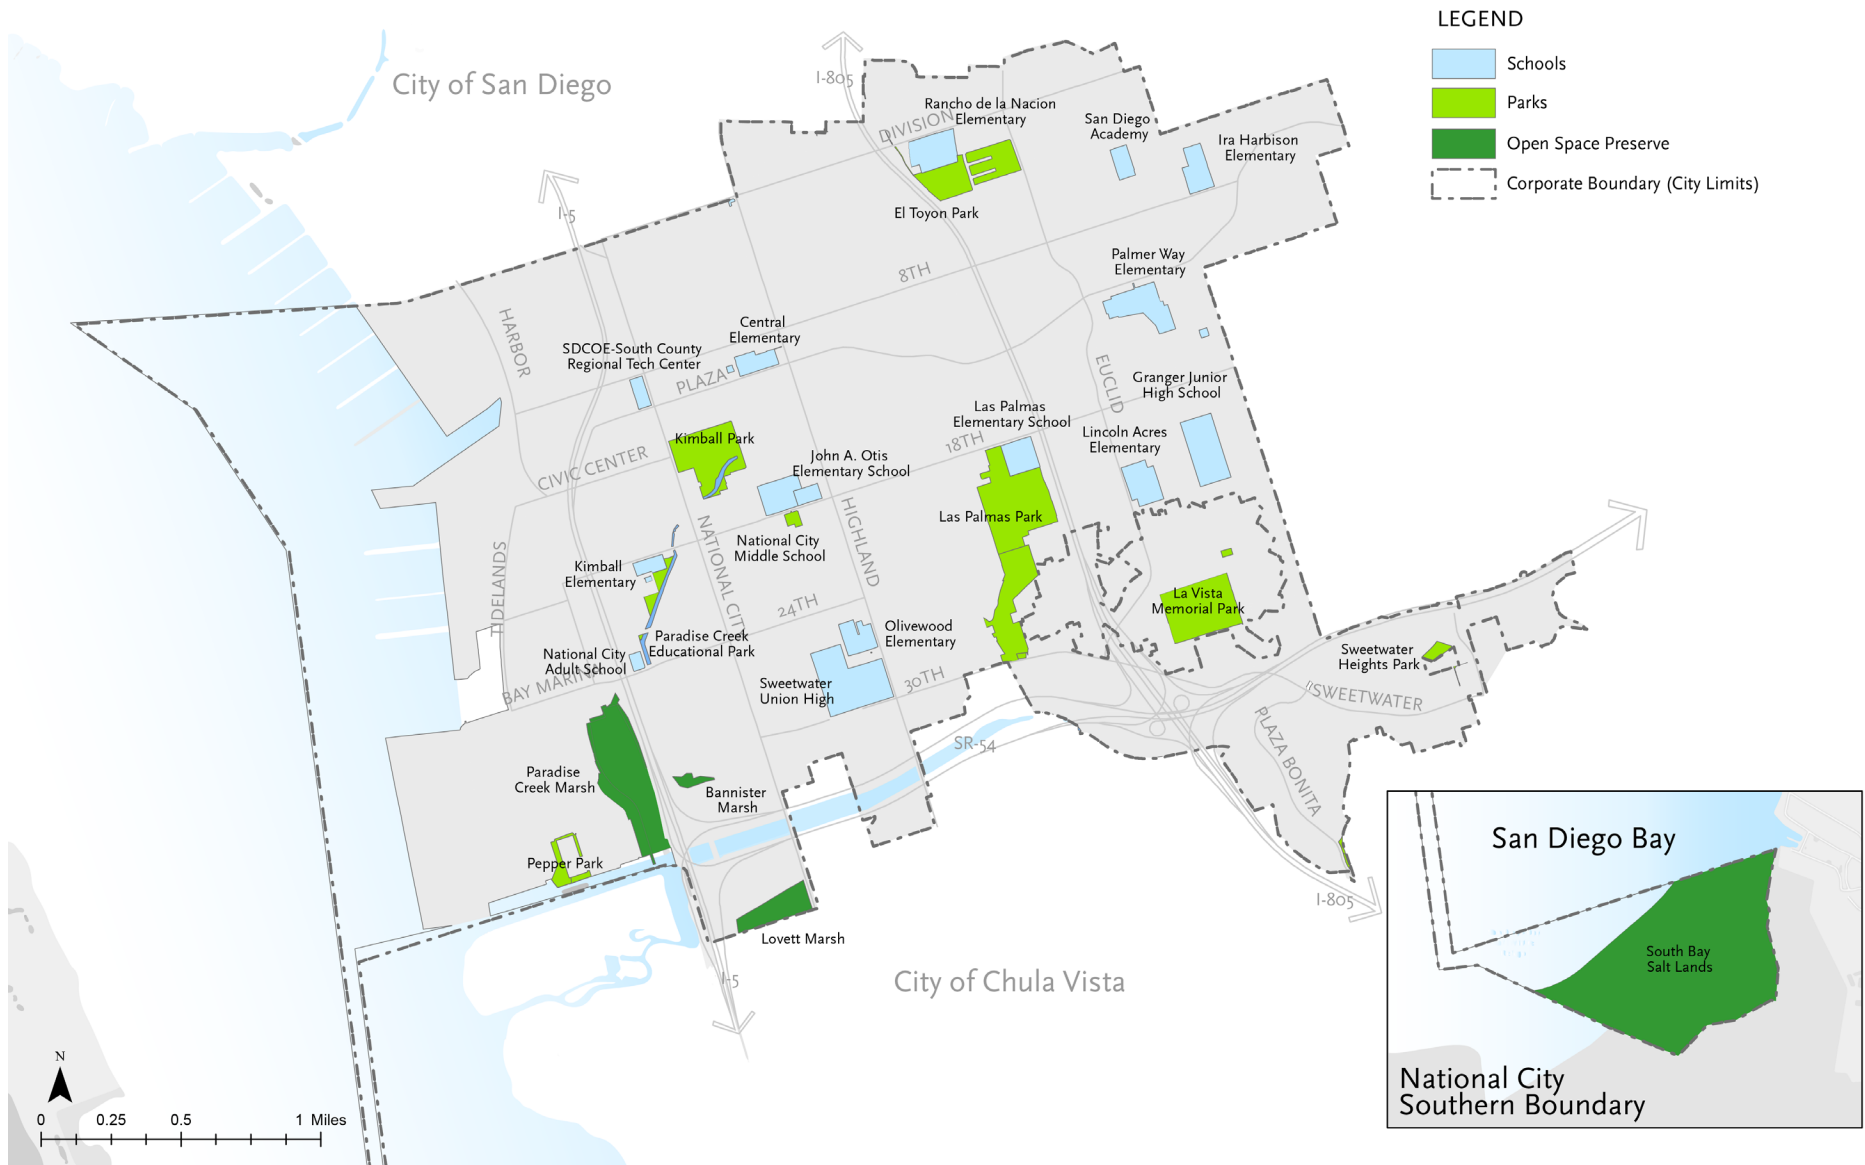 LEGEND
Schools
Parks
Open Space Preserve
Corporate Boundary (City Limits)
City of San Diego
I-805
Rancho de la Nacion
Elementary
DIVISION
San Diego
Academy
Ira Harbison
Elementary
I-5
El Toyon Park
8TH
Palmer Way
Elementary
HARBOR
Central
Elementary
SDCOE-South County
Regional Tech Center
PLAZA
EUCLID
Granger Junior
High School
Las Palmas
Elementary School
18TH
Lincoln Acres
Elementary
Kimball Park
CIVIC CENTER
John A. Otis
Elementary School
HIGHLAND
Las Palmas Park
NATIONAL CITY
National City
Middle School
TIDELANDS
Kimball
Elementary
24TH
La Vista
Memorial Park
Olivewood
Elementary
Paradise Creek
Educational Park
National City
Adult School
BAY MARINA
Sweetwater
Union High
30TH
Sweetwater
Heights Park
SWEETWATER
PLAZA BONITA
SR-54
Paradise
Creek Marsh
Bannister
Marsh
Pepper Park
I-805
Lovett Marsh
I-5
City of Chula Vista
San Diego Bay
South Bay
Salt Lands
National City
Southern Boundary
N
0 0.25 0.5 1 Miles